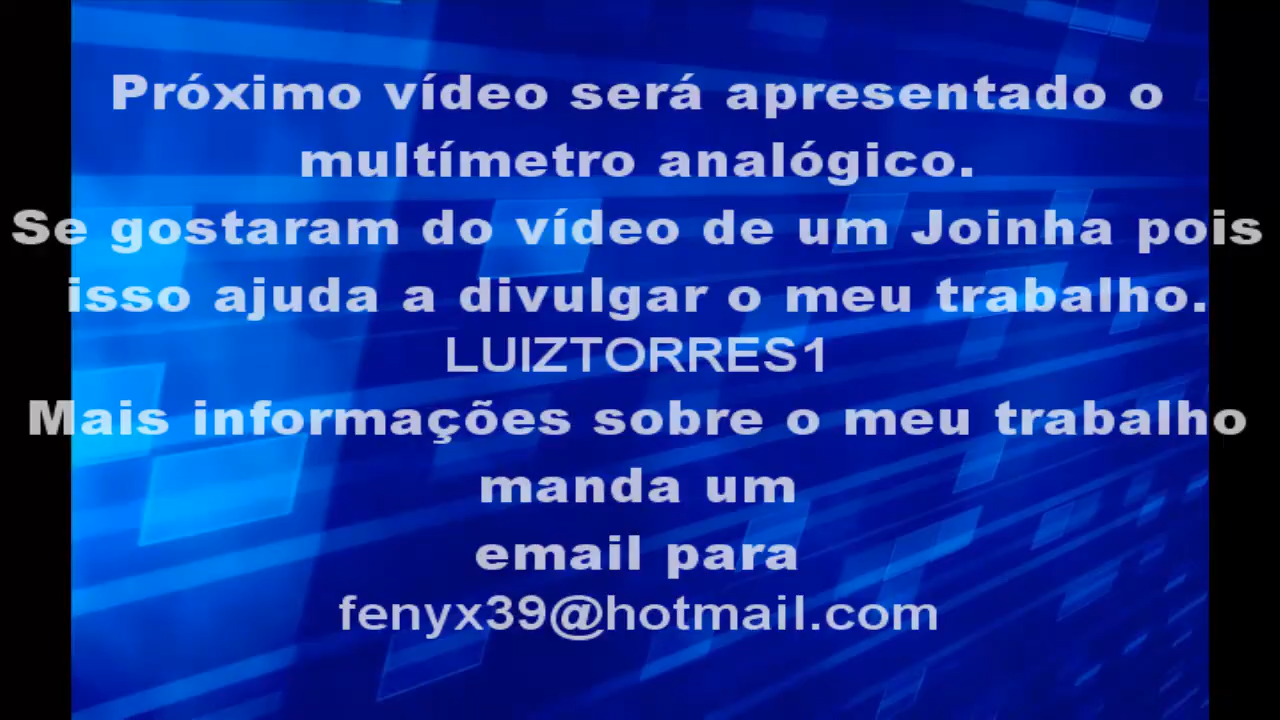 Próximo vídeo será apresentado o
multímetro analógico.
Se gostaram do vídeo de um Joinha pois
isso ajuda a divulgar o meu trabalho.
LUIZTORRES1
Mais informações sobre o meu trabalho
manda um
email para
fenyx39@hotmail.com